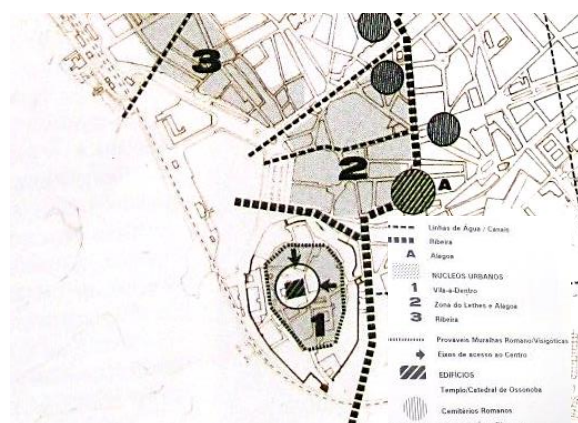 3
2
A
1
Linhas de Água / Canais
Ribeira
A Alagoa
NÚCLEOS URBANOS
1 Vila-a-Dentro
2 Zona do Lethes e Alagoa
3 Ribeira
Prováveis Muralhas Romano/Visigóticas
Eixos de acesso ao Centro
EDIFÍCIOS
Templo/Catedral de Ossonoba
Cemitérios Romanos